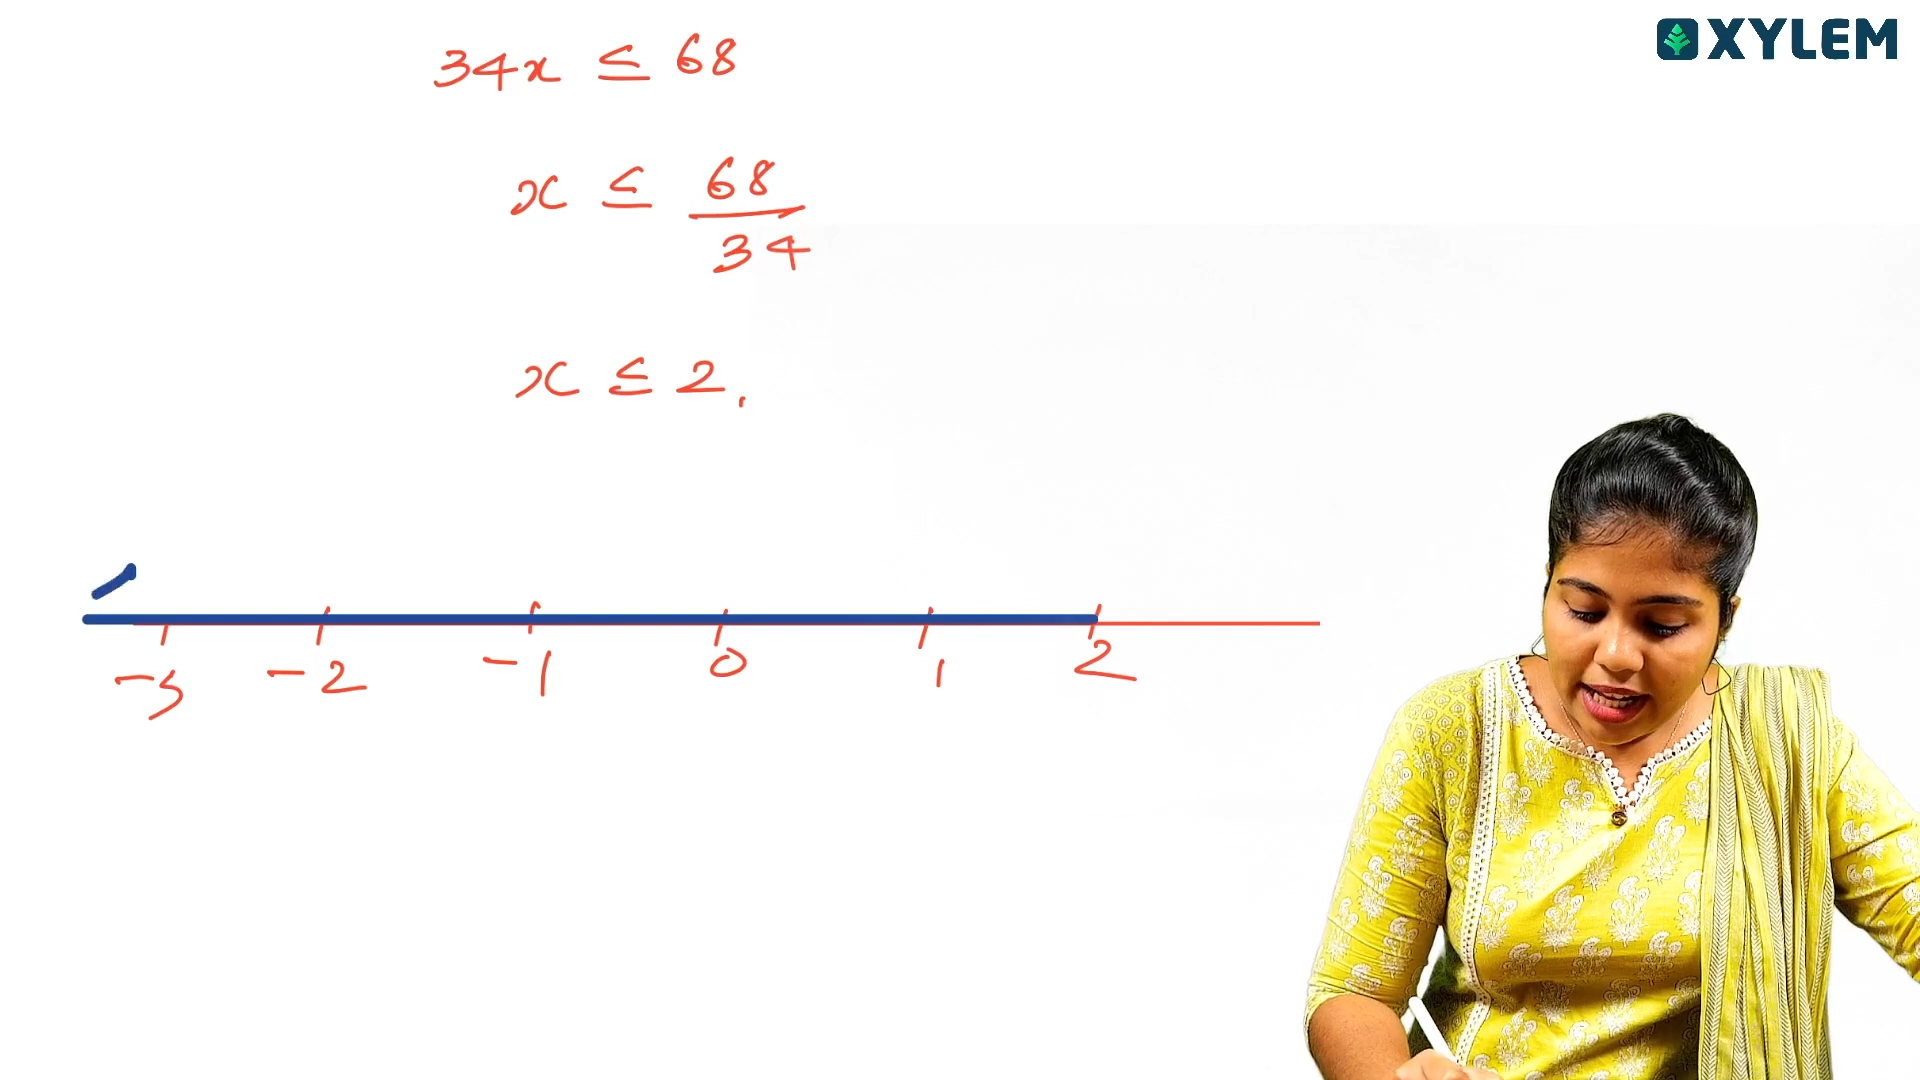 XYLEM
34x ≤ 68
x ≤ 68/34
x ≤ 2.
-3 -2 -1 0 1 2